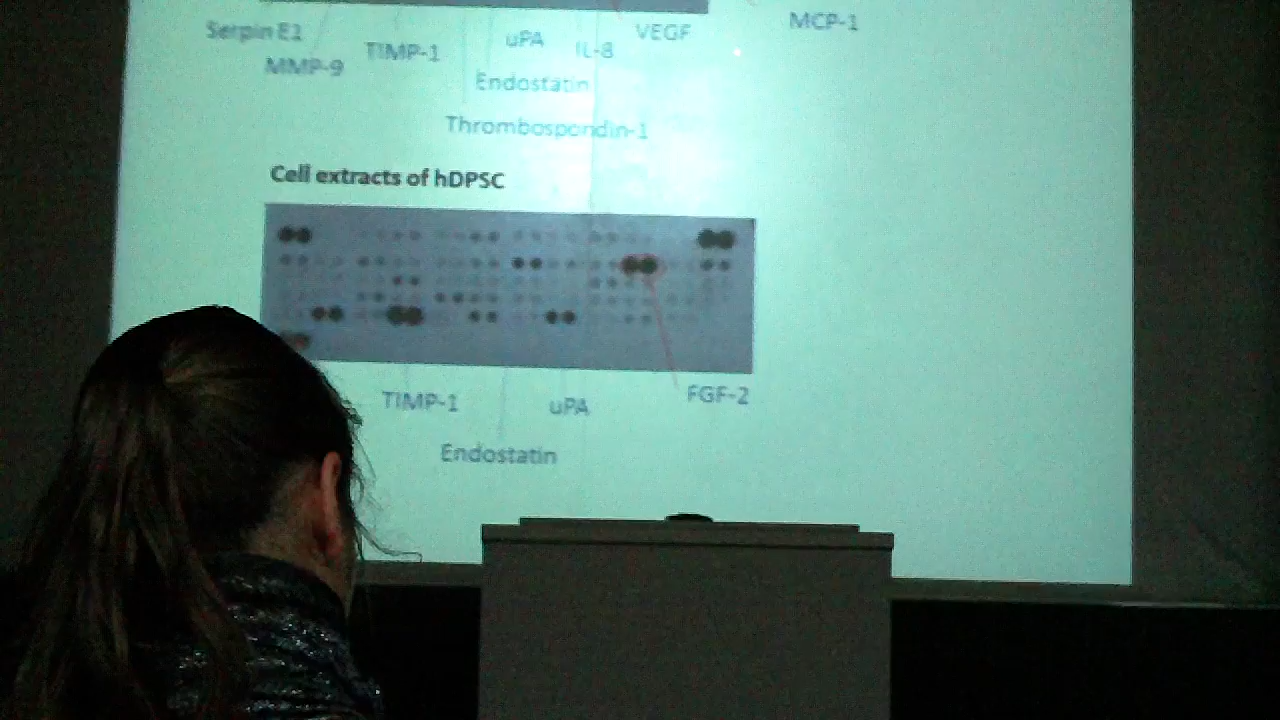 Serpin E1
MMP-9
TIMP-1
uPA
IL-8
VEGF
MCP-1
Endostatin
Thrombospondin-1
Cell extracts of hDPSC
TIMP-1
uPA
FGF-2
Endostatin